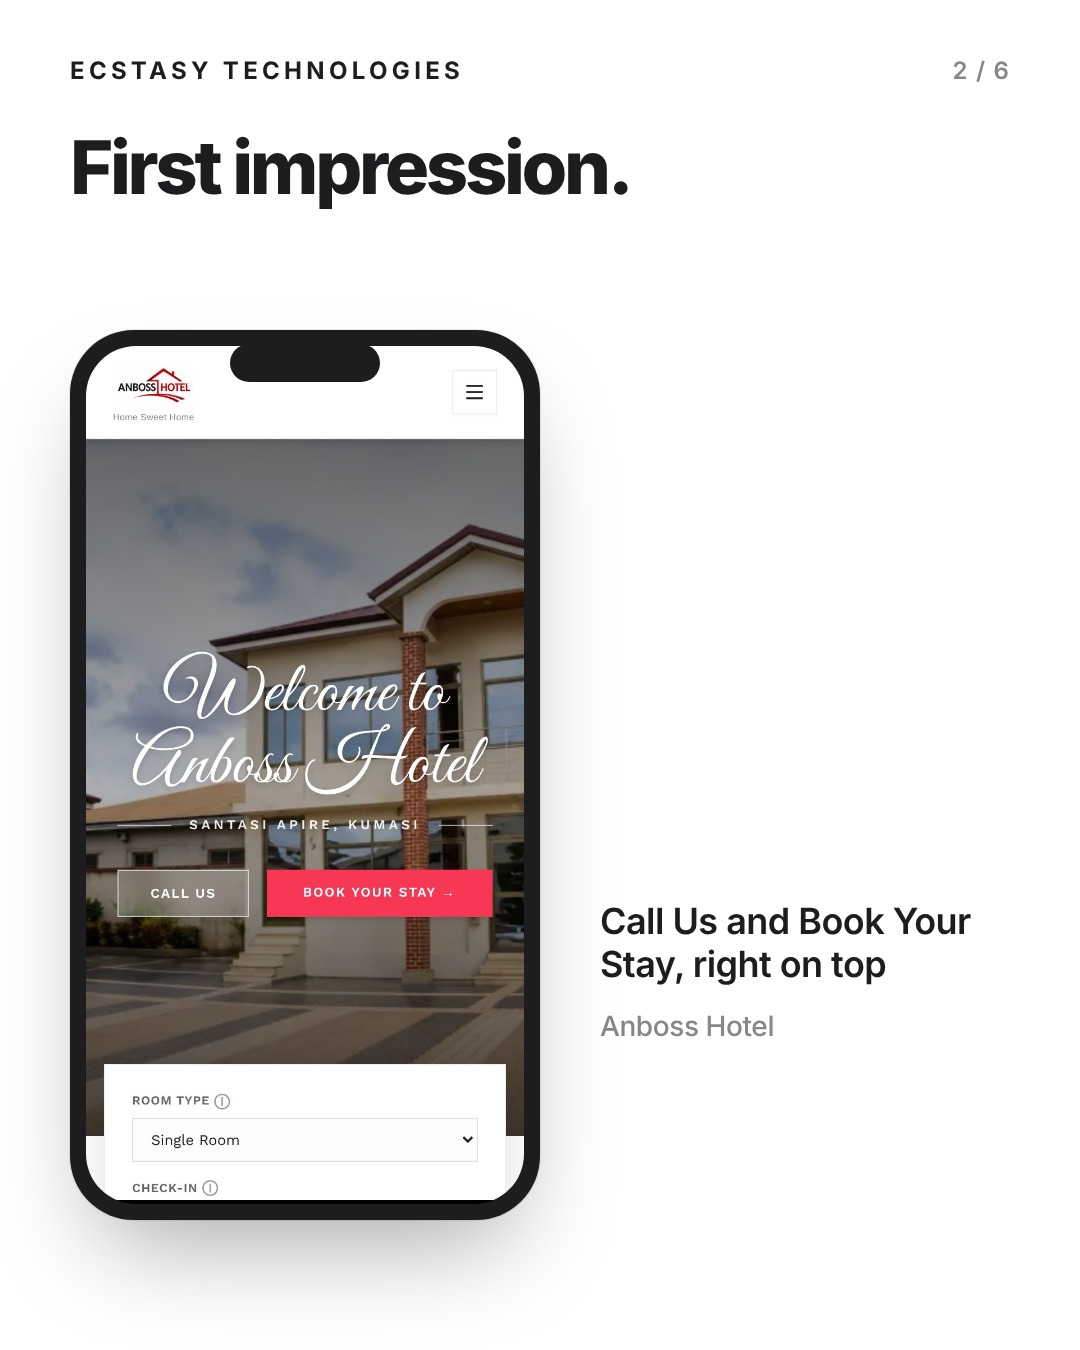 ECSTASY TECHNOLOGIES
2 / 6
First impression.
ANBOSS HOTEL
Home Sweet Home
Welcome to
Anboss Hotel
SANTASI APIRE, KUMASI
CALL US
BOOK YOUR STAY →
ROOM TYPE
Single Room
CHECK-IN
Call Us and Book Your
Stay, right on top
Anboss Hotel